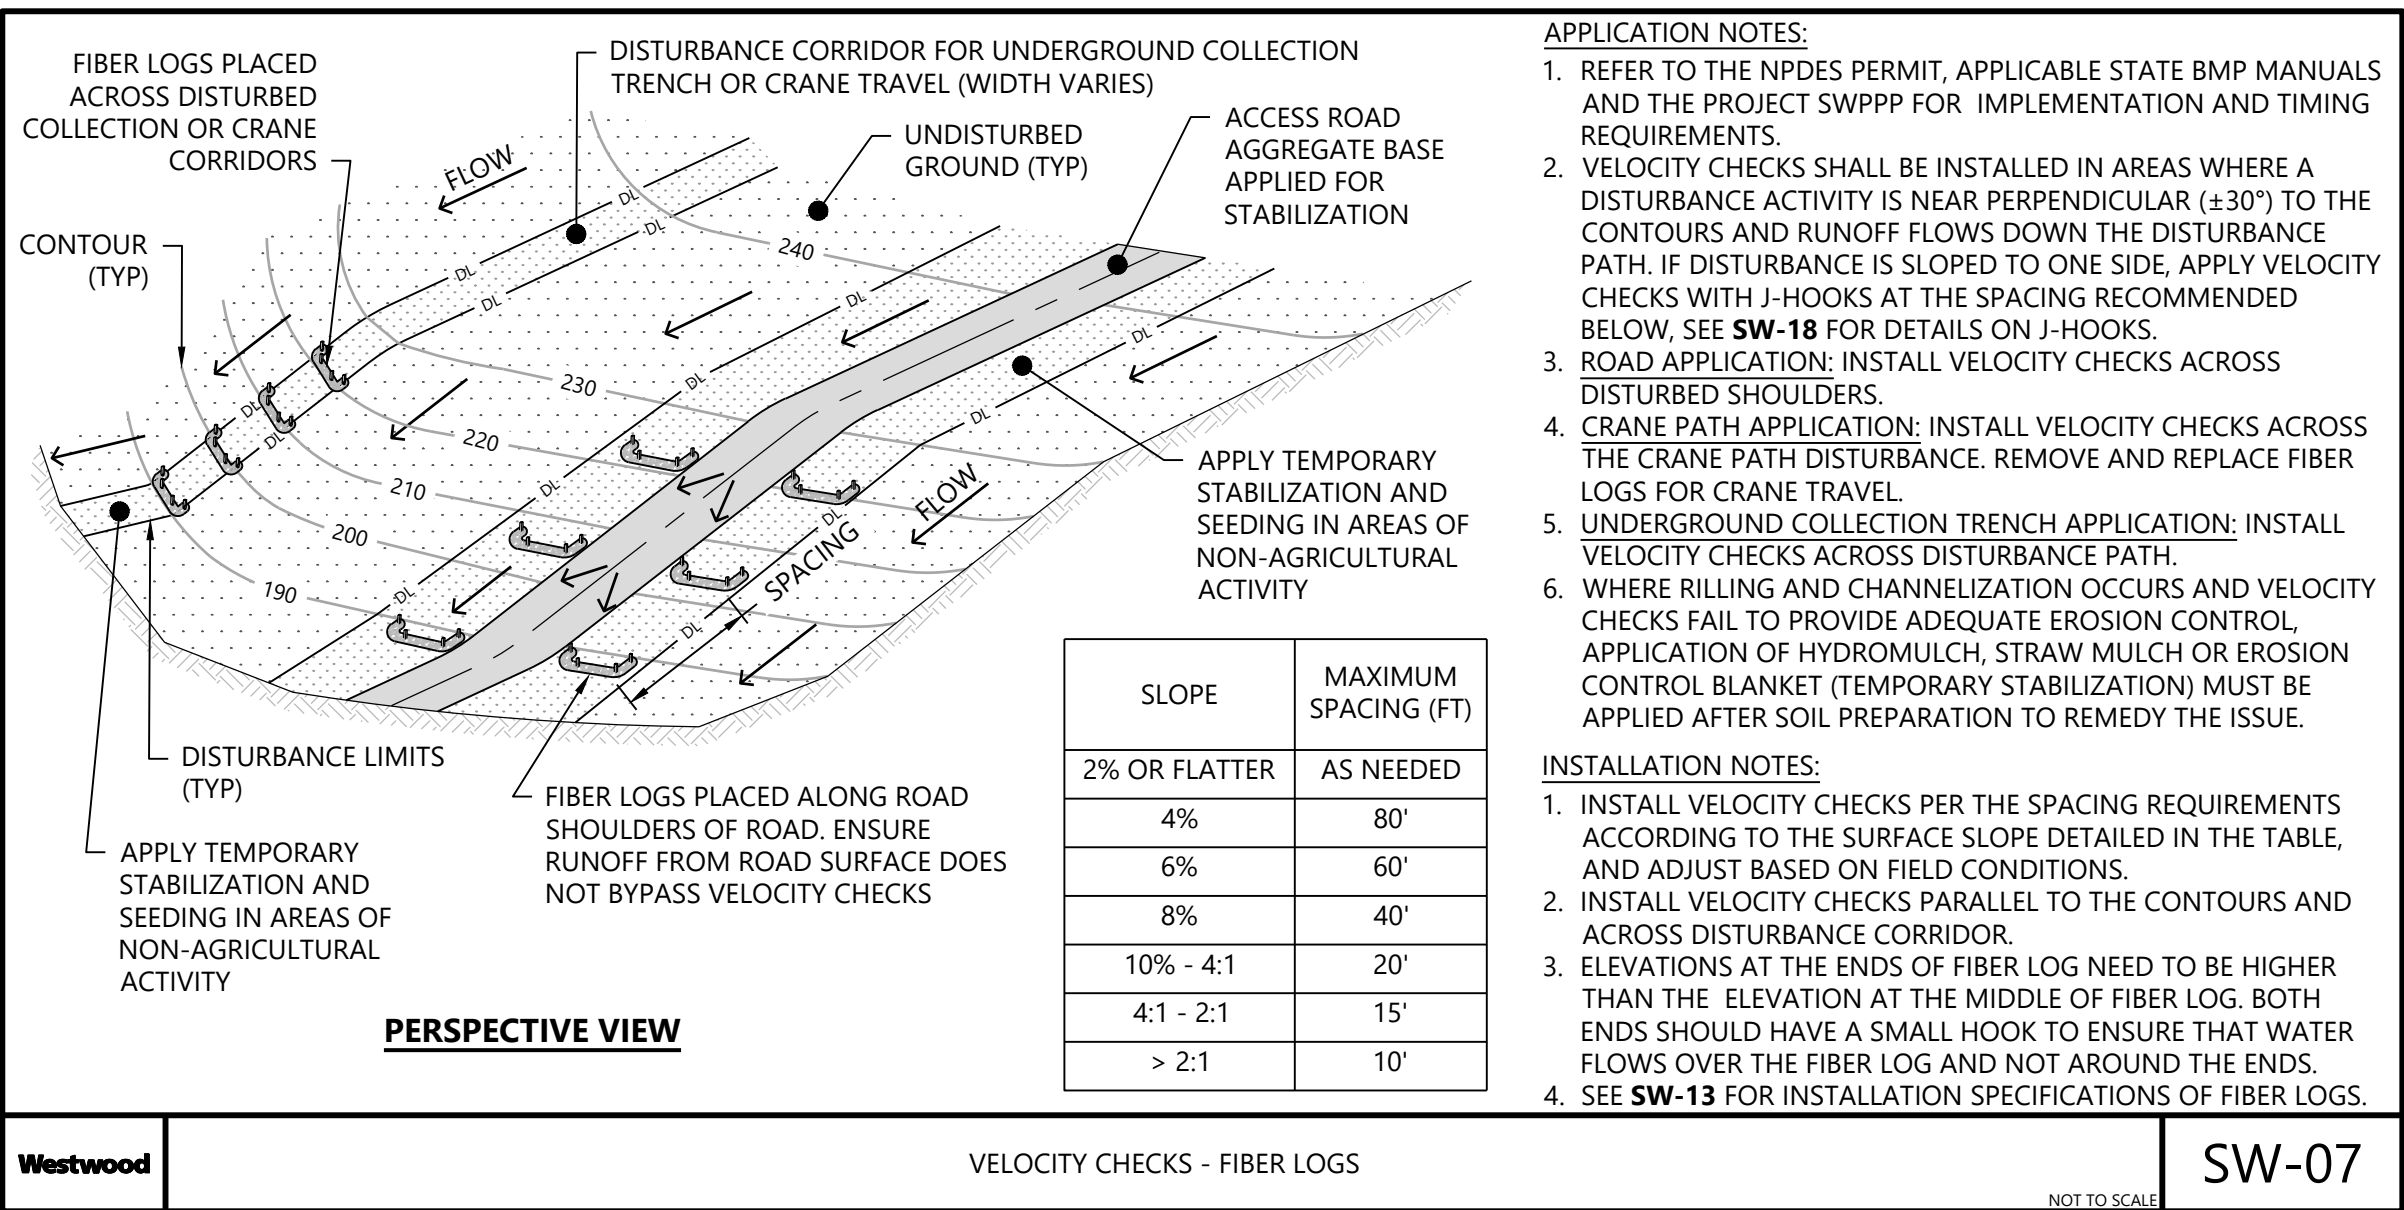 FIBER LOGS PLACED
ACROSS DISTURBED
COLLECTION OR CRANE
CORRIDORS
DISTURBANCE CORRIDOR FOR UNDERGROUND COLLECTION
TRENCH OR CRANE TRAVEL (WIDTH VARIES)
UNDISTURBED
GROUND (TYP)
ACCESS ROAD
AGGREGATE BASE
APPLIED FOR
STABILIZATION
CONTOUR
(TYP)
FLOW
DL
DL
DL
DL
DL
DL
DL
DL
DL
DL
DL
DL
DL
DL
240
230
220
210
200
190
FLOW
SPACING
APPLY TEMPORARY
STABILIZATION AND
SEEDING IN AREAS OF
NON-AGRICULTURAL
ACTIVITY
DISTURBANCE LIMITS
(TYP)
FIBER LOGS PLACED ALONG ROAD
SHOULDERS OF ROAD. ENSURE
RUNOFF FROM ROAD SURFACE DOES
NOT BYPASS VELOCITY CHECKS
APPLY TEMPORARY
STABILIZATION AND
SEEDING IN AREAS OF
NON-AGRICULTURAL
ACTIVITY
PERSPECTIVE VIEW
SLOPE MAXIMUM
SPACING (FT)
2% OR FLATTER AS NEEDED
4% 80'
6% 60'
8% 40'
10% - 4:1 20'
4:1 - 2:1 15'
> 2:1 10'
APPLICATION NOTES:
1. REFER TO THE NPDES PERMIT, APPLICABLE STATE BMP MANUALS
AND THE PROJECT SWPPP FOR IMPLEMENTATION AND TIMING
REQUIREMENTS.
2. VELOCITY CHECKS SHALL BE INSTALLED IN AREAS WHERE A
DISTURBANCE ACTIVITY IS NEAR PERPENDICULAR (±30°) TO THE
CONTOURS AND RUNOFF FLOWS DOWN THE DISTURBANCE
PATH. IF DISTURBANCE IS SLOPED TO ONE SIDE, APPLY VELOCITY
CHECKS WITH J-HOOKS AT THE SPACING RECOMMENDED
BELOW, SEE SW-18 FOR DETAILS ON J-HOOKS.
3. ROAD APPLICATION: INSTALL VELOCITY CHECKS ACROSS
DISTURBED SHOULDERS.
4. CRANE PATH APPLICATION: INSTALL VELOCITY CHECKS ACROSS
THE CRANE PATH DISTURBANCE. REMOVE AND REPLACE FIBER
LOGS FOR CRANE TRAVEL.
5. UNDERGROUND COLLECTION TRENCH APPLICATION: INSTALL
VELOCITY CHECKS ACROSS DISTURBANCE PATH.
6. WHERE RILLING AND CHANNELIZATION OCCURS AND VELOCITY
CHECKS FAIL TO PROVIDE ADEQUATE EROSION CONTROL,
APPLICATION OF HYDROMULCH, STRAW MULCH OR EROSION
CONTROL BLANKET (TEMPORARY STABILIZATION) MUST BE
APPLIED AFTER SOIL PREPARATION TO REMEDY THE ISSUE.
INSTALLATION NOTES:
1. INSTALL VELOCITY CHECKS PER THE SPACING REQUIREMENTS
ACCORDING TO THE SURFACE SLOPE DETAILED IN THE TABLE,
AND ADJUST BASED ON FIELD CONDITIONS.
2. INSTALL VELOCITY CHECKS PARALLEL TO THE CONTOURS AND
ACROSS DISTURBANCE CORRIDOR.
3. ELEVATIONS AT THE ENDS OF FIBER LOG NEED TO BE HIGHER
THAN THE ELEVATION AT THE MIDDLE OF FIBER LOG. BOTH
ENDS SHOULD HAVE A SMALL HOOK TO ENSURE THAT WATER
FLOWS OVER THE FIBER LOG AND NOT AROUND THE ENDS.
4. SEE SW-13 FOR INSTALLATION SPECIFICATIONS OF FIBER LOGS.
Westwood
VELOCITY CHECKS - FIBER LOGS
NOT TO SCALE
SW-07